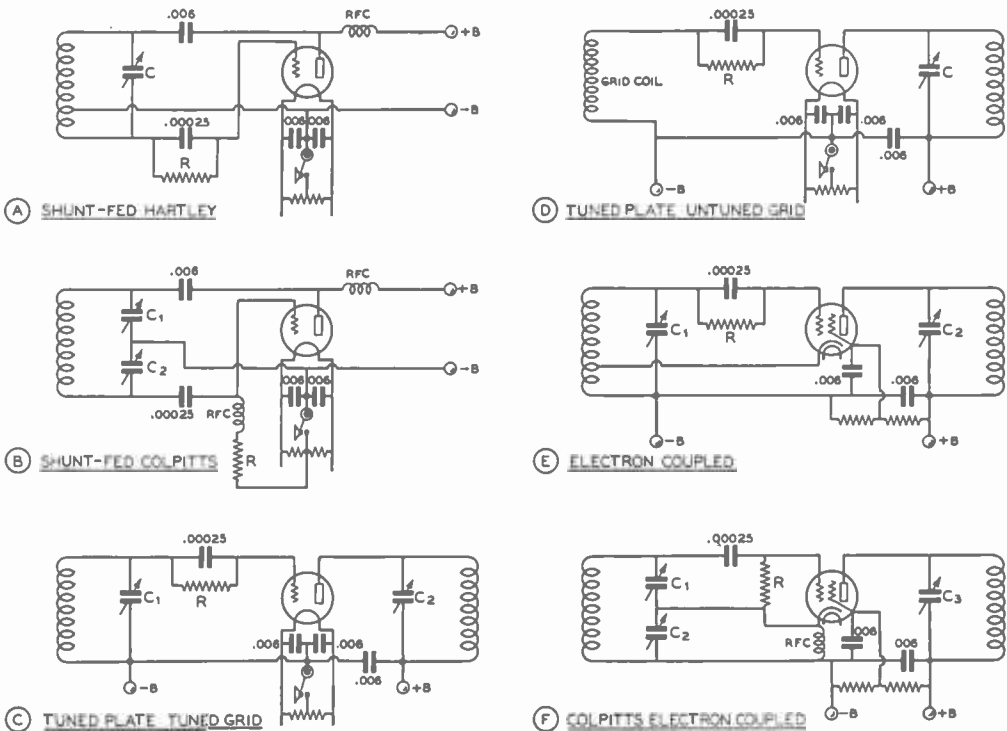 .006
RFC
+B
C
-B
.00025
.006 .006
R
A SHUNT-FED HARTLEY
.006
RFC
+B
C1
C2
-B
.00025
RFC
.006 .006
R
B SHUNT-FED COLPITTS
.00025
C1
R
C2
.006
.006
.006
-B
+B
C TUNED PLATE TUNED GRID
.00025
GRID COIL
R
C
.006
.006
.006
-B
+B
D TUNED PLATE UNTUNED GRID
.00025
C1
R
C2
.006
.006
-B
+B
E ELECTRON COUPLED
.00025
C1
R
C3
C2
RFC
.006
.006
-B
+B
F COLPITTS ELECTRON COUPLED